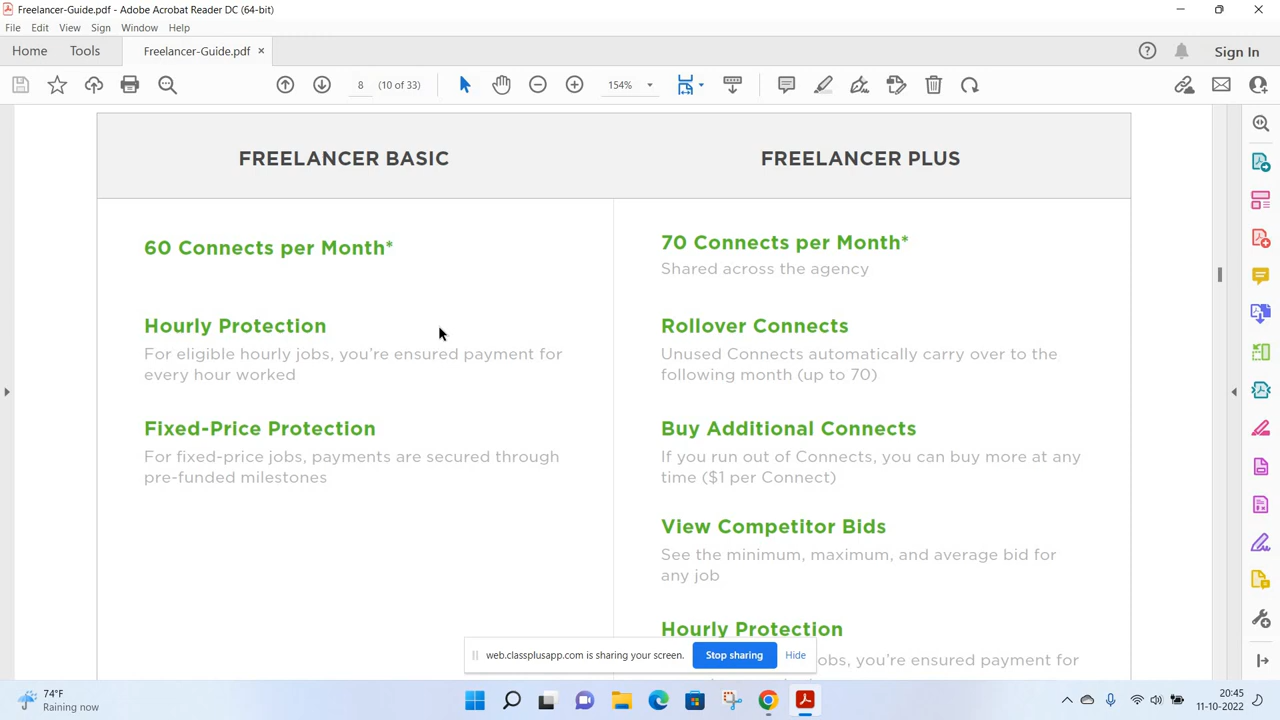 Freelancer-Guide.pdf - Adobe Acrobat Reader DC (64-bit)
File Edit View Sign Window Help
Home Tools Freelancer-Guide.pdf × Sign In
8 (10 of 33) 154%
FREELANCER BASIC
60 Connects per Month*
Hourly Protection
For eligible hourly jobs, you're ensured payment for
every hour worked
Fixed-Price Protection
For fixed-price jobs, payments are secured through
pre-funded milestones
FREELANCER PLUS
70 Connects per Month*
Shared across the agency
Rollover Connects
Unused Connects automatically carry over to the
following month (up to 70)
Buy Additional Connects
If you run out of Connects, you can buy more at any
time ($1 per Connect)
View Competitor Bids
See the minimum, maximum, and average bid for
any job
Hourly Protection
obs, you're ensured payment for
web.classplusapp.com is sharing your screen. Stop sharing Hide
74°F
Raining now
20:45
11-10-2022